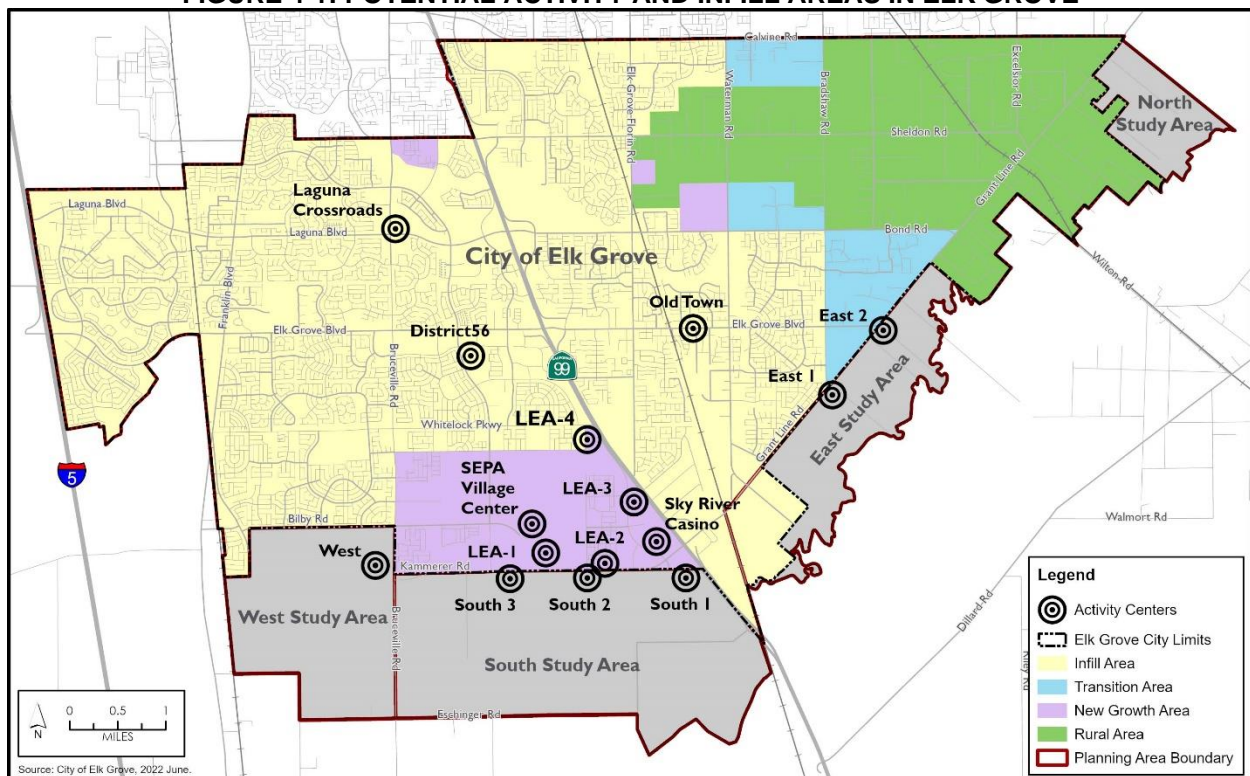 FIGURE 4-1: POTENTIAL ACTIVITY AND INFILL AREAS IN ELK GROVE
Calvine Rd
Elk Grove-Florin Rd
Waterman Rd
Bradshaw Rd
Excelsior Rd
North
Study Area
Sheldon Rd
Grant Line Rd
Laguna
Crossroads
Laguna Blvd
Laguna Blvd
Bond Rd
Wilton Rd
City of Elk Grove
Franklin Blvd
Old Town
Elk Grove Blvd
East 2
Elk Grove Blvd
District56
99
Bruceville Rd
East 1
East Study Area
Grant Line Rd
Whitelock Pkwy
LEA-4
5
SEPA
Village
Center
LEA-3
Sky River
Casino
Walmort Rd
Bilby Rd
West
LEA-1
LEA-2
Kammerer Rd
South 3
South 2
South 1
West Study Area
Bruceville Rd
South Study Area
Dillard Rd
Riley Rd
Eschinger Rd
Legend
Activity Centers
Elk Grove City Limits
Infill Area
Transition Area
New Growth Area
Rural Area
Planning Area Boundary
N
0 0.5 1
MILES
Source: City of Elk Grove, 2022 June.